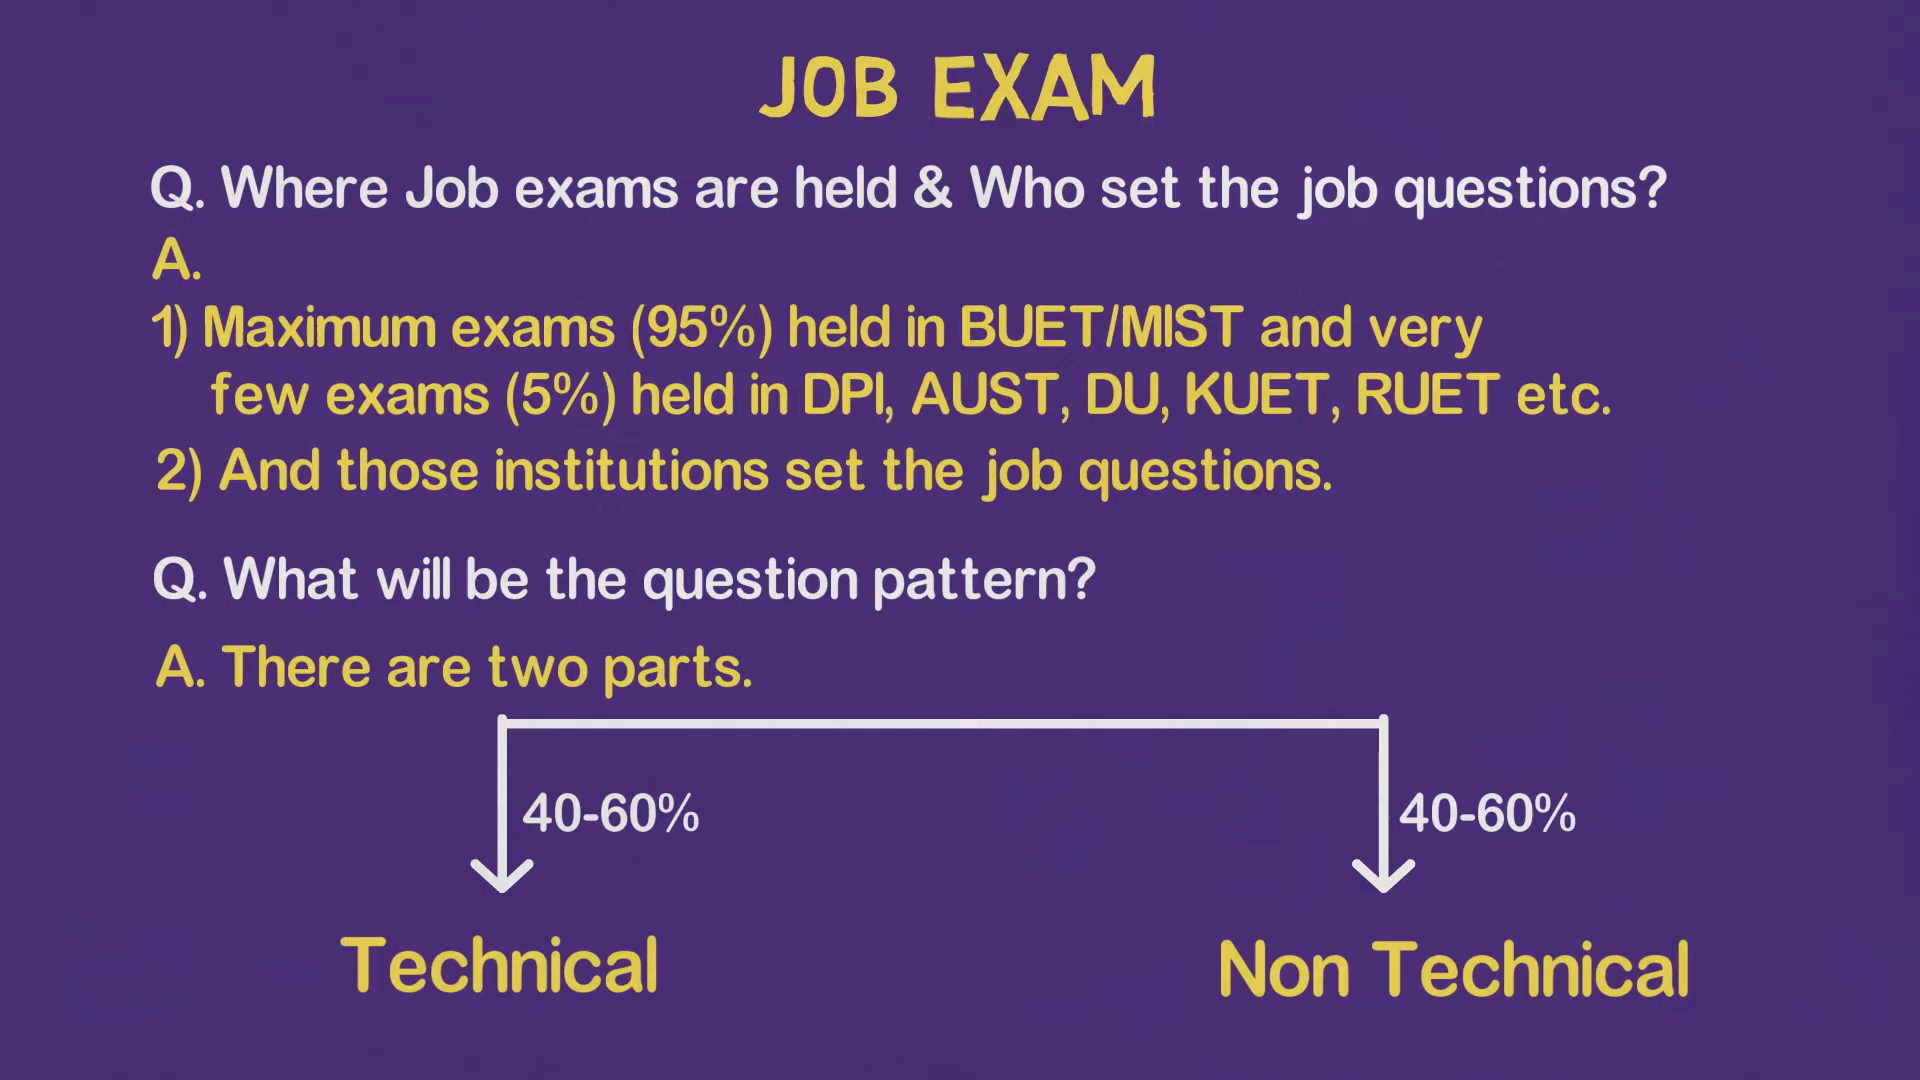 JOB EXAM
Q. Where Job exams are held & Who set the job questions?
A.
1) Maximum exams (95%) held in BUET/MIST and very
few exams (5%) held in DPI, AUST, DU, KUET, RUET etc.
2) And those institutions set the job questions.
Q. What will be the question pattern?
A. There are two parts.
40-60% 40-60%
Technical Non Technical